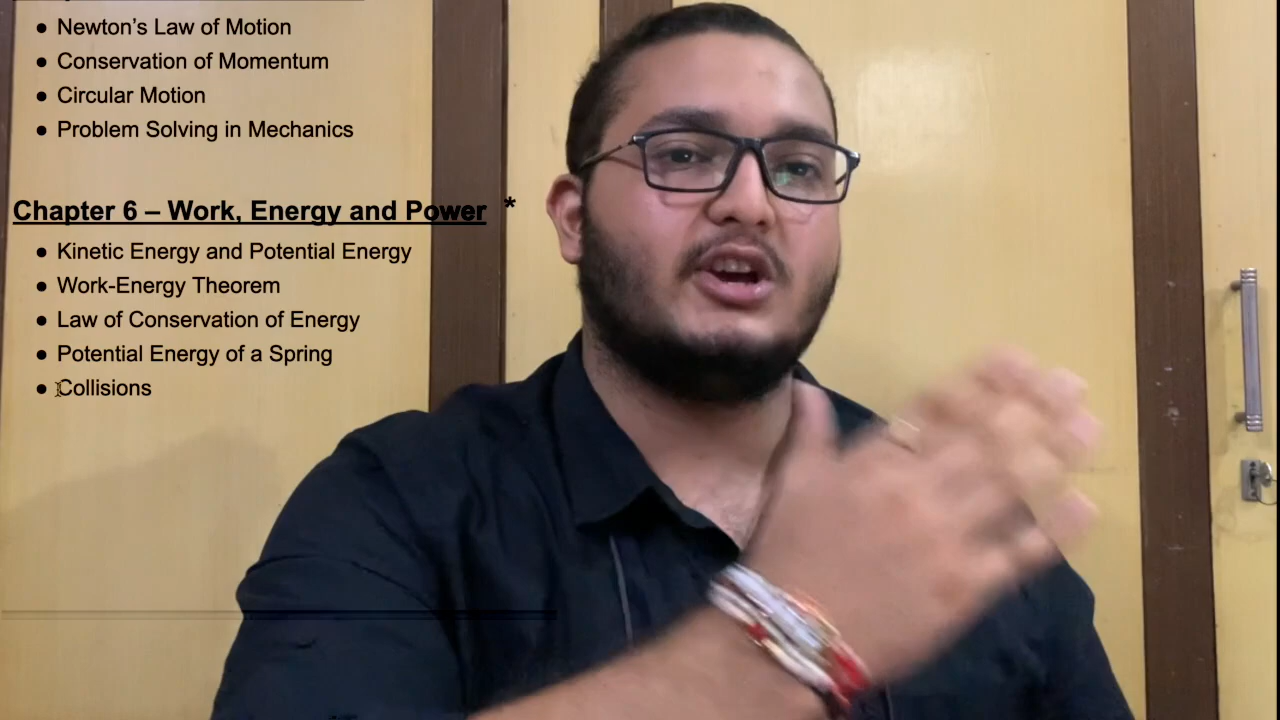 ● Newton’s Law of Motion
● Conservation of Momentum
● Circular Motion
● Problem Solving in Mechanics
Chapter 6 – Work, Energy and Power *
● Kinetic Energy and Potential Energy
● Work-Energy Theorem
● Law of Conservation of Energy
● Potential Energy of a Spring
● Collisions